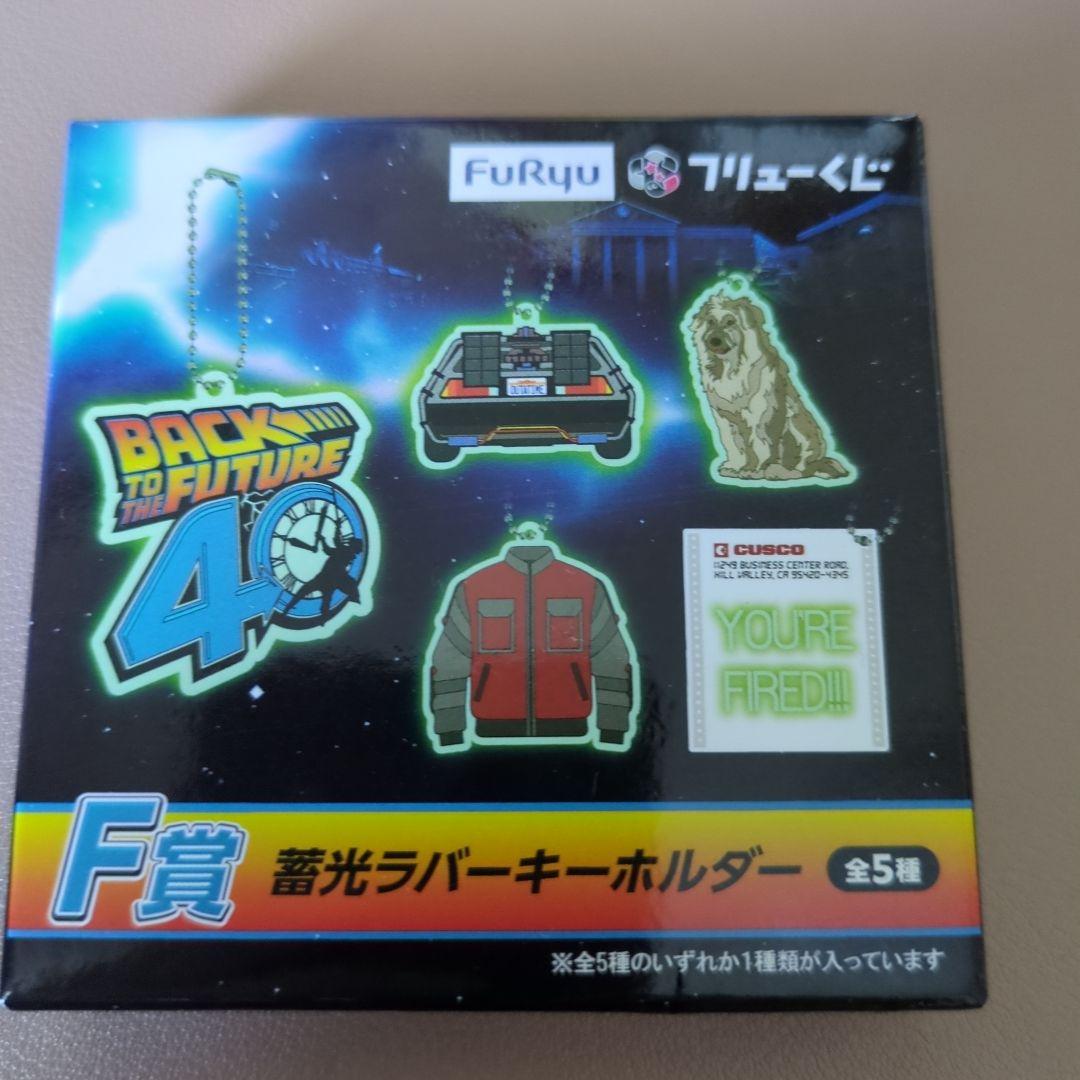 FuRyu フリューくじ
BACK
TO THE FUTURE
40
OUTATIME
CUSCO
11249 BUSINESS CENTER ROAD,
HILL VALLEY, CA 95420-4345
YOU'RE
FIRED!!!
F賞 蓄光ラバーキーホルダー 全5種
※全5種のいずれか1種類が入っています